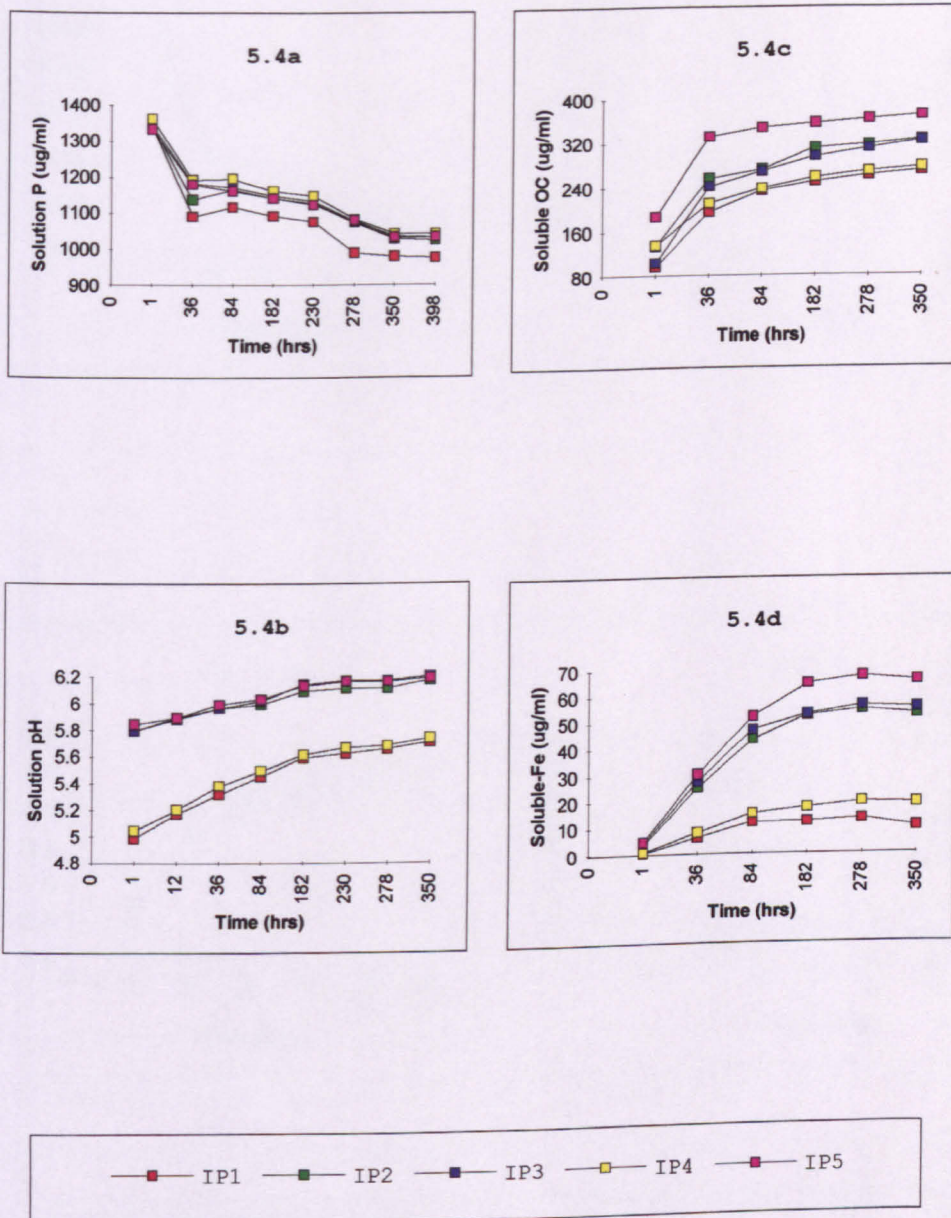 5.4a
Solution P (ug/ml)
1400
1300
1200
1100
1000
900
0 1 36 84 182 230 278 350 398
Time (hrs)
5.4c
Soluble OC (ug/ml)
400
320
240
160
80
0 1 36 84 182 278 350
Time (hrs)
5.4b
Solution pH
6.2
6
5.8
5.6
5.4
5.2
5
4.8
0 1 12 36 84 182 230 278 350
Time (hrs)
5.4d
Soluble-Fe (ug/ml)
70
60
50
40
30
20
10
0
0 1 36 84 182 278 350
Time (hrs)
IP1 IP2 IP3 IP4 IP5